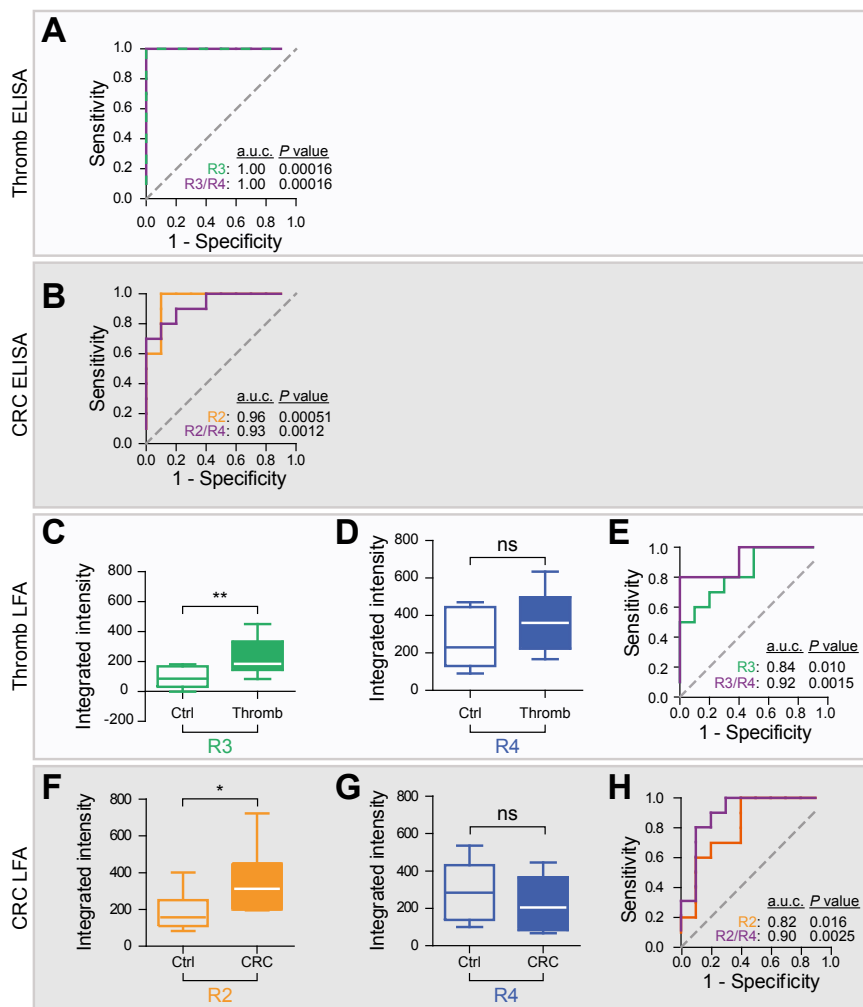 A
Thromb ELISA
Sensitivity
1.0
0.8
0.6
0.4
0.2
0.0
a.u.c. P value
R3: 1.00 0.00016
R3/R4: 1.00 0.00016
0.0 0.2 0.4 0.6 0.8 1.0
1 - Specificity
B
CRC ELISA
Sensitivity
1.0
0.8
0.6
0.4
0.2
0.0
a.u.c. P value
R2: 0.96 0.00051
R2/R4: 0.93 0.0012
0.0 0.2 0.4 0.6 0.8 1.0
1 - Specificity
Thromb LFA
C
Integrated intensity
800
600
400
200
0
-200
**
Ctrl Thromb
R3
D
Integrated intensity
800
600
400
200
0
ns
Ctrl Thromb
R4
E
Sensitivity
1.0
0.8
0.6
0.4
0.2
0.0
a.u.c. P value
R3: 0.84 0.010
R3/R4: 0.92 0.0015
0.0 0.2 0.4 0.6 0.8 1.0
1 - Specificity
CRC LFA
F
Integrated intensity
800
600
400
200
0
*
Ctrl CRC
R2
G
Integrated intensity
800
600
400
200
0
ns
Ctrl CRC
R4
H
Sensitivity
1.0
0.8
0.6
0.4
0.2
0.0
a.u.c. P value
R2: 0.82 0.016
R2/R4: 0.90 0.0025
0.0 0.2 0.4 0.6 0.8 1.0
1 - Specificity